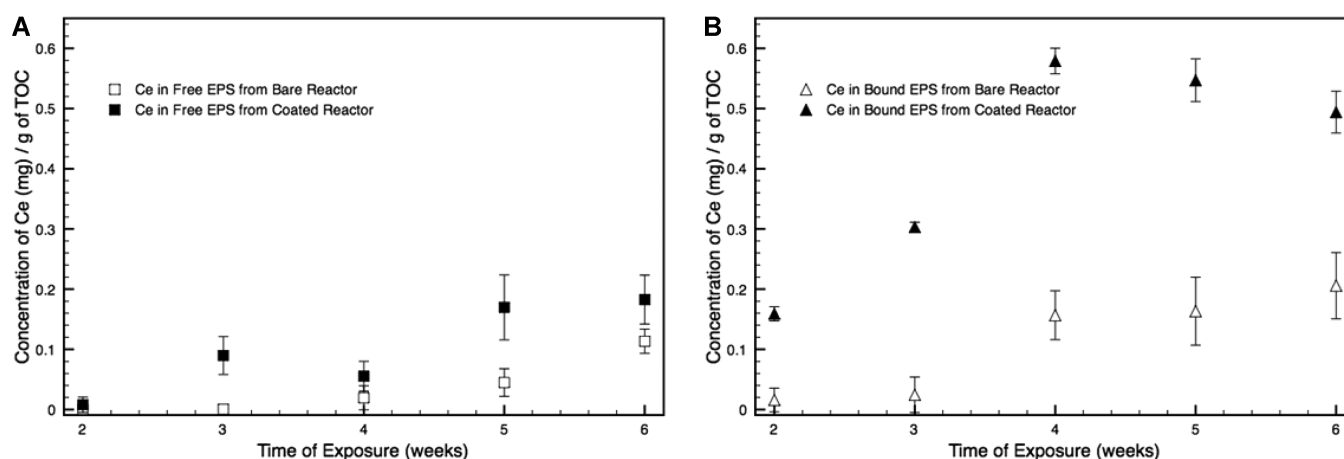 A
0.6
0.5
0.4
0.3
0.2
0.1
0
Concentration of Ce (mg) / g of TOC
Ce in Free EPS from Bare Reactor
Ce in Free EPS from Coated Reactor
2 3 4 5 6
Time of Exposure (weeks)
B
0.6
0.5
0.4
0.3
0.2
0.1
0
Concentration of Ce (mg) / g of TOC
Ce in Bound EPS from Bare Reactor
Ce in Bound EPS from Coated Reactor
2 3 4 5 6
Time of Exposure (weeks)